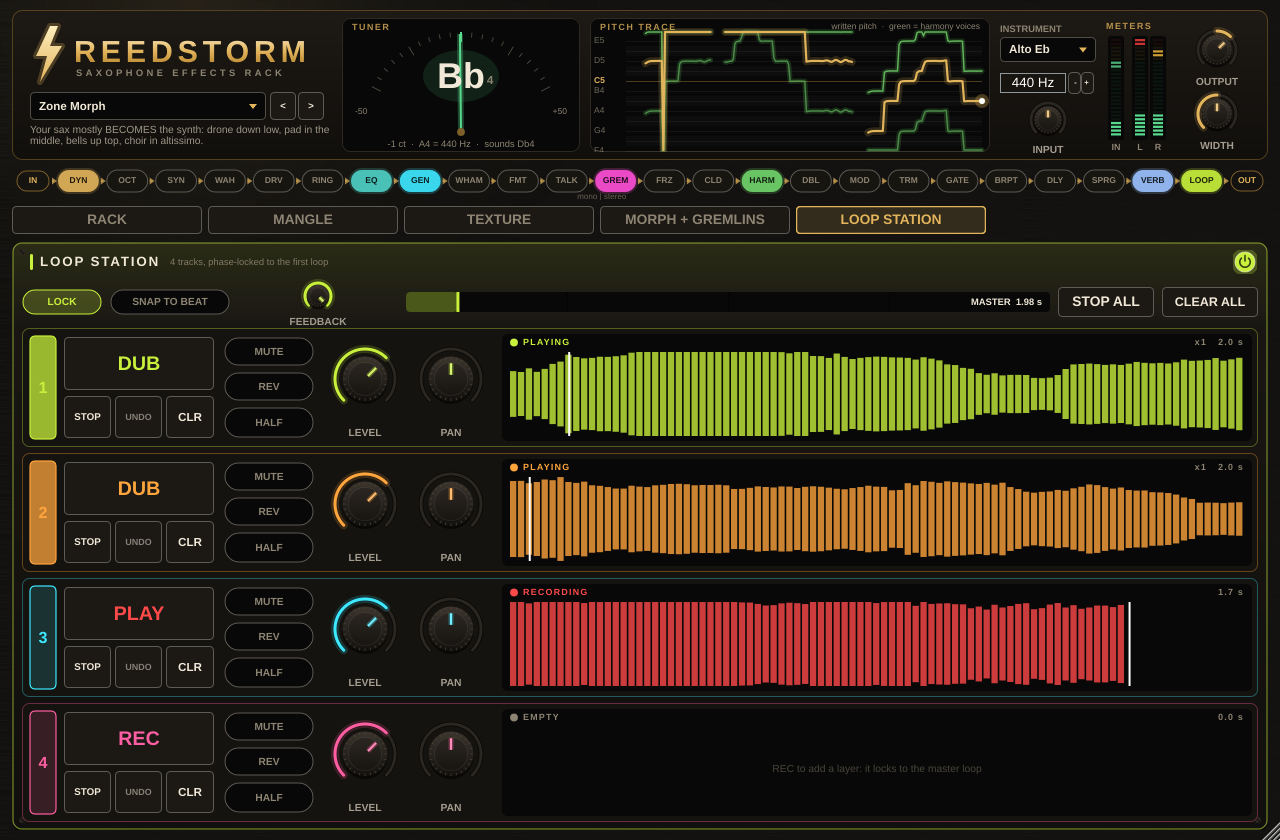 REEDSTORM
SAXOPHONE EFFECTS RACK
Zone Morph
<
>
Your sax mostly BECOMES the synth: drone down low, pad in the
middle, bells up top, choir in altissimo.
TUNER
Bb4
-50
+50
-1 ct · A4 = 440 Hz · sounds Db4
PITCH TRACE
written pitch · green = harmony voices
E5
D5
C5
B4
A4
G4
F4
INSTRUMENT
Alto Eb
440 Hz
-
+
INPUT
METERS
IN
L
R
OUTPUT
WIDTH
IN
DYN
OCT
SYN
WAH
DRV
RING
EQ
GEN
WHAM
FMT
TALK
GREM
FRZ
CLD
HARM
DBL
MOD
TRM
GATE
BRPT
DLY
SPRG
VERB
LOOP
OUT
mono | stereo
RACK
MANGLE
TEXTURE
MORPH + GREMLINS
LOOP STATION
LOOP STATION
4 tracks, phase-locked to the first loop
LOCK
SNAP TO BEAT
FEEDBACK
MASTER 1.98 s
STOP ALL
CLEAR ALL
1
DUB
STOP
UNDO
CLR
MUTE
REV
HALF
LEVEL
PAN
PLAYING
x1 2.0 s
2
DUB
STOP
UNDO
CLR
MUTE
REV
HALF
LEVEL
PAN
PLAYING
x1 2.0 s
3
PLAY
STOP
UNDO
CLR
MUTE
REV
HALF
LEVEL
PAN
RECORDING
1.7 s
4
REC
STOP
UNDO
CLR
MUTE
REV
HALF
LEVEL
PAN
EMPTY
0.0 s
REC to add a layer: it locks to the master loop